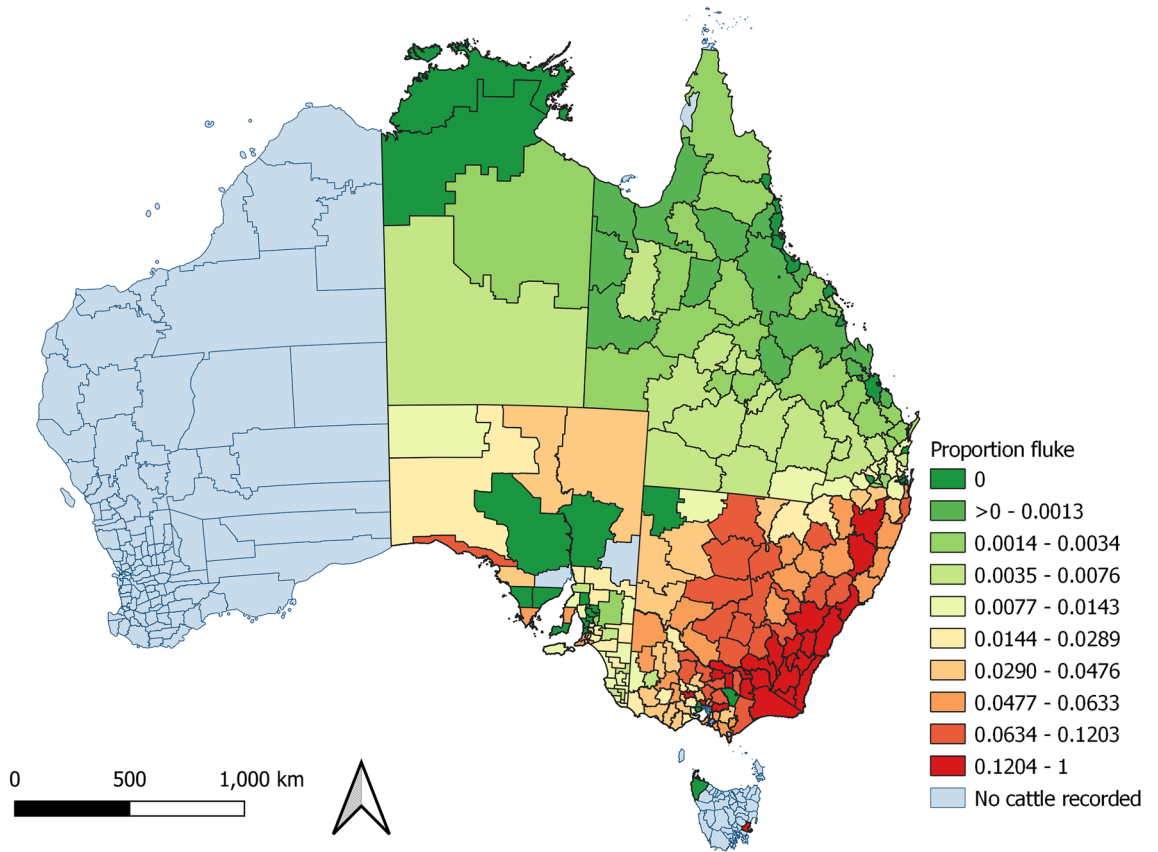 Proportion fluke
0
>0 - 0.0013
0.0014 - 0.0034
0.0035 - 0.0076
0.0077 - 0.0143
0.0144 - 0.0289
0.0290 - 0.0476
0.0477 - 0.0633
0.0634 - 0.1203
0.1204 - 1
No cattle recorded
0 500 1,000 km